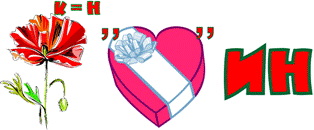 К = Н
,, ,, ИН